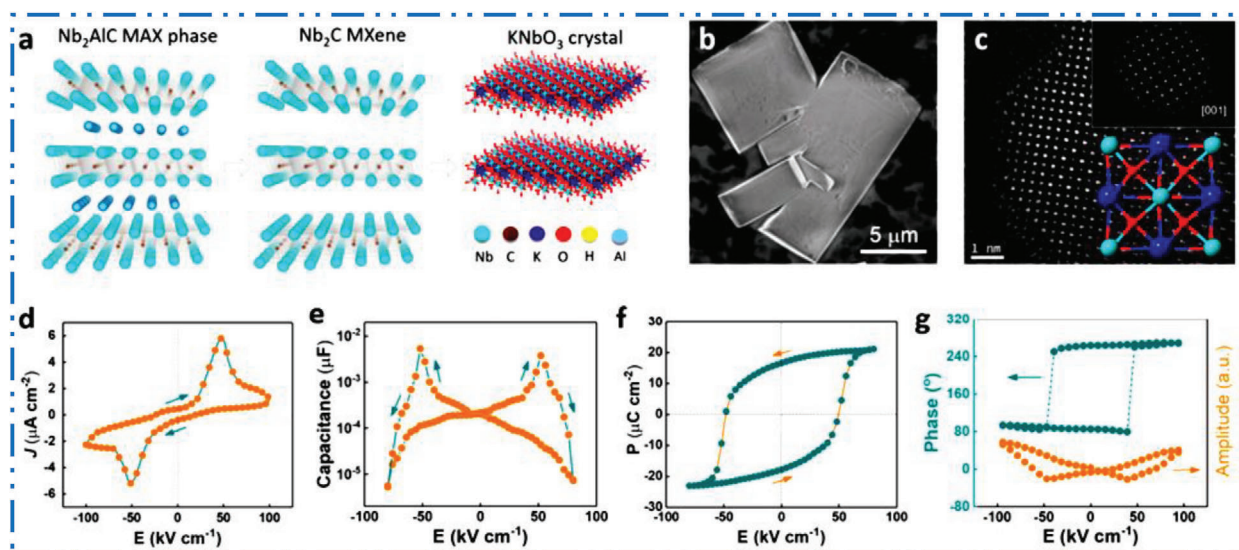 a Nb₂AlC MAX phase Nb₂C MXene KNbO₃ crystal
Nb C K O H Al
b
5 μm
c
[001]
1 nm
d
J (μA cm⁻²)
6
4
2
0
-2
-4
-6
-100 -50 0 50 100
E (kV cm⁻¹)
e
Capacitance (μF)
10⁻²
10⁻³
10⁻⁴
10⁻⁵
-100 -50 0 50 100
E (kV cm⁻¹)
f
P (μC cm⁻²)
30
20
10
0
-10
-20
-30
-100 -50 0 50 100
E (kV cm⁻¹)
g
Phase (°)
320
240
160
80
0
-80
-100 -50 0 50 100
E (kV cm⁻¹)
Amplitude (a.u.)